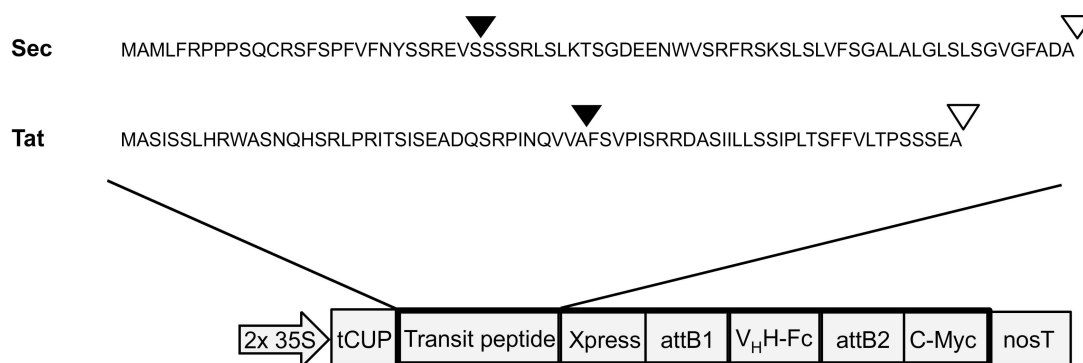 Sec MAMLFRPPPSQCRSFSPFVFNYSSREVSSSSRLSLKTSGDEENWVSRFRSKSLSLVFSGALALGLSLSGVGFADA
Tat MASISSLHRWASNQHSRLPRITSISEADQSRPINQVVAFSVPISRRDASIILLSSIPLTSFFVLTPSSSEA
2x 35S tCUP Transit peptide Xpress attB1 VHH-Fc attB2 C-Myc nosT